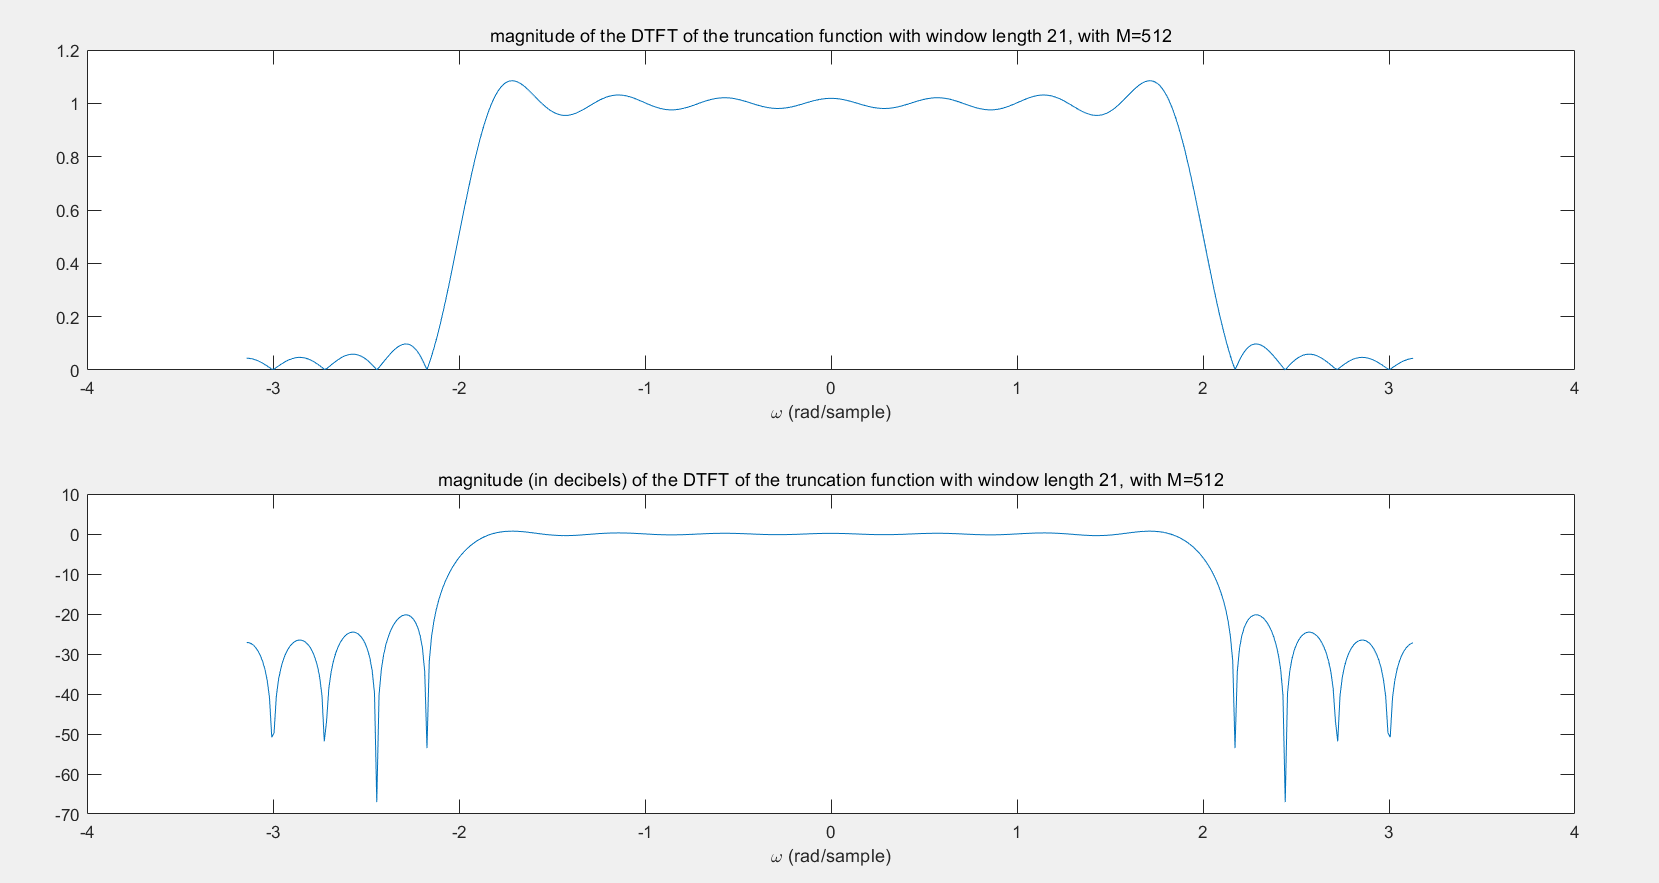 magnitude of the DTFT of the truncation function with window length 21, with M=512
1.2
1
0.8
0.6
0.4
0.2
0
-4 -3 -2 -1 0 1 2 3 4
ω (rad/sample)
magnitude (in decibels) of the DTFT of the truncation function with window length 21, with M=512
10
0
-10
-20
-30
-40
-50
-60
-70
-4 -3 -2 -1 0 1 2 3 4
ω (rad/sample)